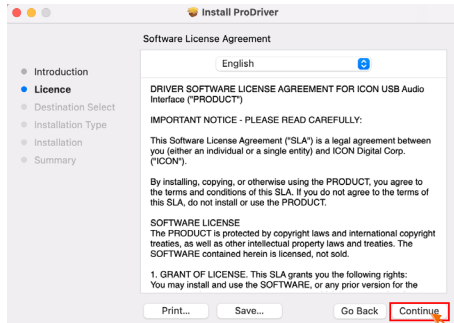 Install ProDriver
Software License Agreement
Introduction
Licence
Destination Select
Installation Type
Installation
Summary
English
DRIVER SOFTWARE LICENSE AGREEMENT FOR ICON USB Audio
Interface ("PRODUCT")
IMPORTANT NOTICE - PLEASE READ CAREFULLY:
This Software License Agreement ("SLA") is a legal agreement between
you (either an individual or a single entity) and ICON Digital Corp.
("ICON").
By installing, copying, or otherwise using the PRODUCT, you agree to
the terms and conditions of this SLA. If you do not agree to the terms of
this SLA, do not install or use the PRODUCT.
SOFTWARE LICENSE
The PRODUCT is protected by copyright laws and international copyright
treaties, as well as other intellectual property laws and treaties. The
SOFTWARE contained herein is licensed, not sold.
1. GRANT OF LICENSE. This SLA grants you the following rights:
You may install and use the SOFTWARE, or any prior version for the
Print... Save... Go Back Continue